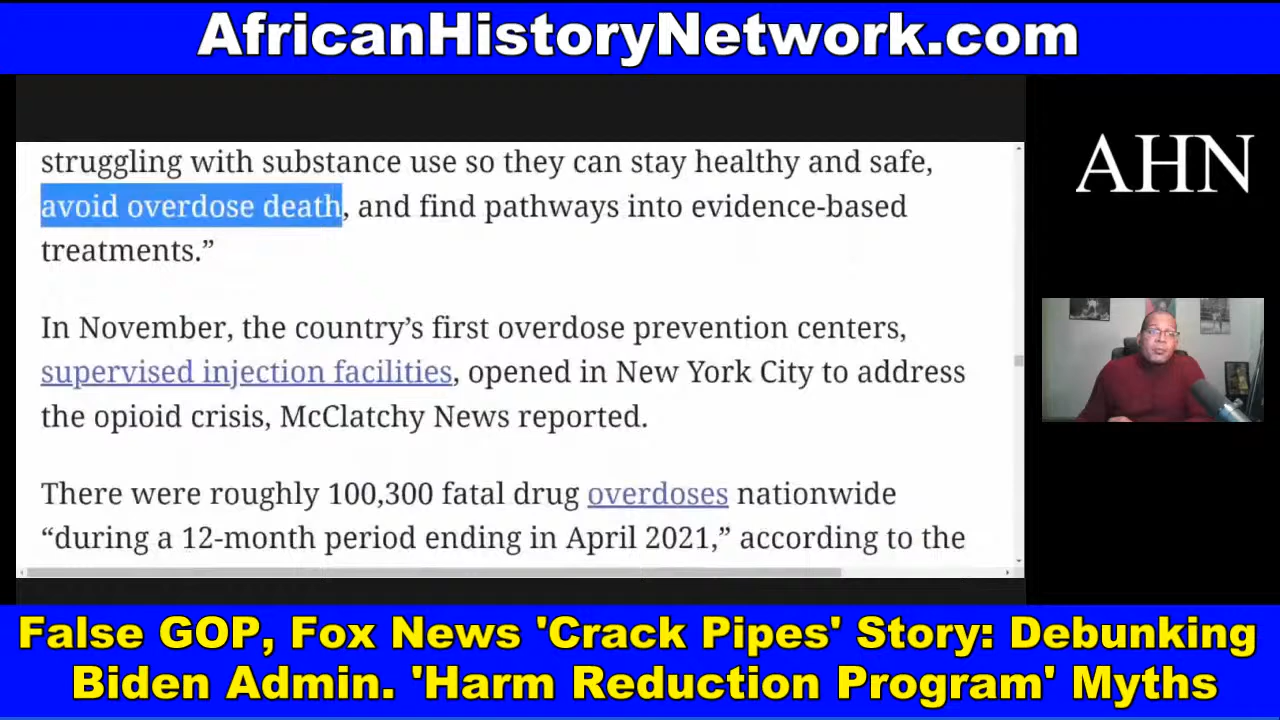 AfricanHistoryNetwork.com
struggling with substance use so they can stay healthy and safe,
avoid overdose death, and find pathways into evidence-based
treatments.”
In November, the country’s first overdose prevention centers,
supervised injection facilities, opened in New York City to address
the opioid crisis, McClatchy News reported.
There were roughly 100,300 fatal drug overdoses nationwide
“during a 12-month period ending in April 2021,” according to the
AHN
False GOP, Fox News 'Crack Pipes' Story: Debunking
Biden Admin. 'Harm Reduction Program' Myths